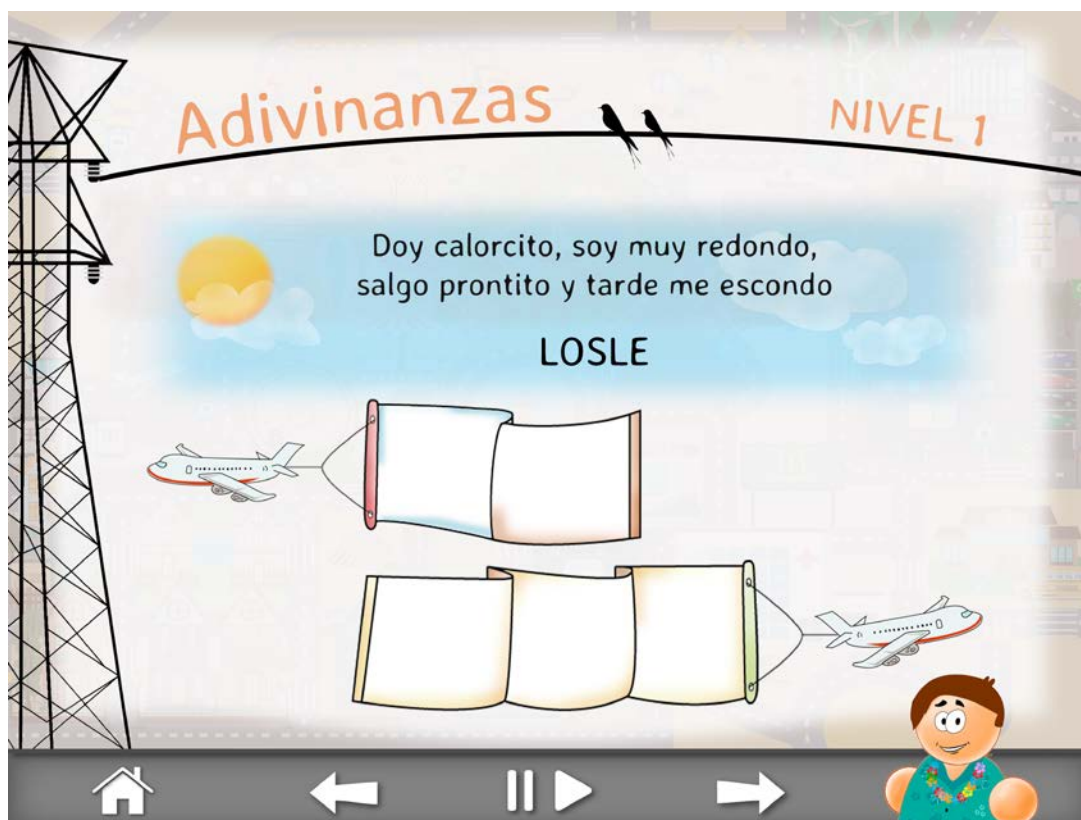 Adivinanzas
NIVEL 1
Doy calorcito, soy muy redondo,
salgo prontito y tarde me escondo
LOSLE